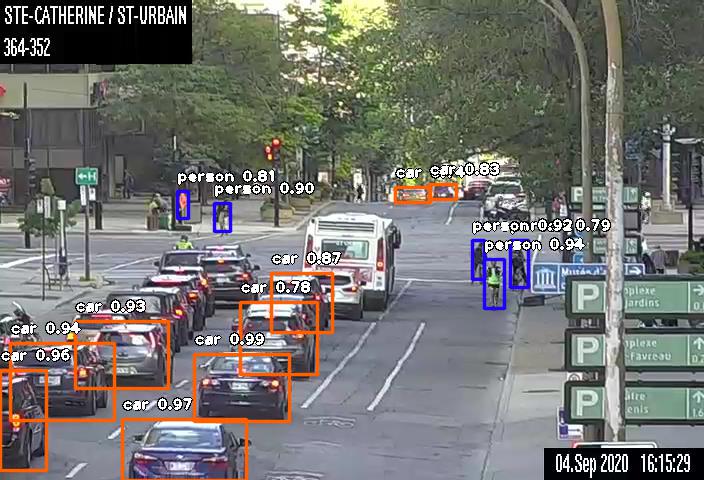 STE-CATHERINE / ST-URBAIN
364-352
person 0.81
person 0.90
car
0.83
person 0.92
0.79
person 0.94
car 0.87
car 0.78
car 0.93
car 0.94
car 0.96
car 0.99
car 0.97
Musée d'
P
P
P
04.Sep 2020 16:15:29